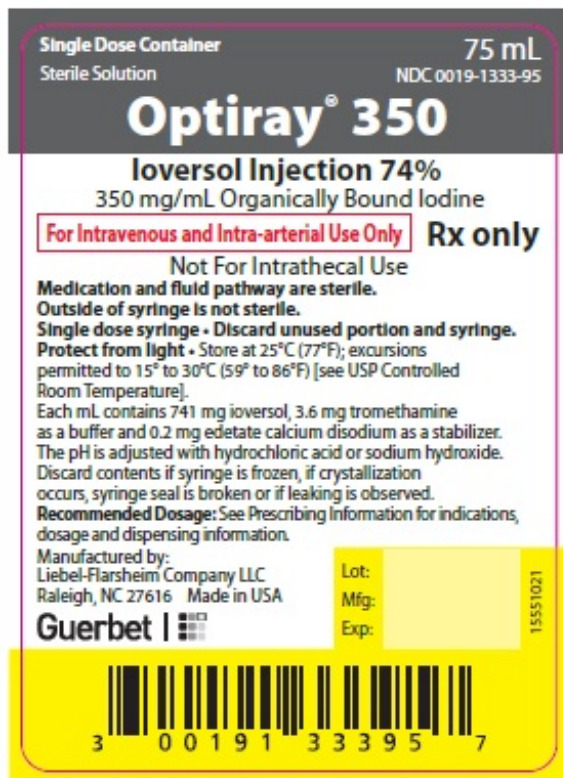 Single Dose Container
75 mL
Sterile Solution
NDC 0019-1333-95
Optiray® 350
Ioversol Injection 74%
350 mg/mL Organically Bound Iodine
For Intravenous and Intra-arterial Use Only Rx only
Not For Intrathecal Use
Medication and fluid pathway are sterile.
Outside of syringe is not sterile.
Single dose syringe • Discard unused portion and syringe.
Protect from light • Store at 25°C (77°F); excursions
permitted to 15° to 30°C (59° to 86°F) [see USP Controlled
Room Temperature].
Each mL contains 741 mg ioversol, 3.6 mg tromethamine
as a buffer and 0.2 mg edetate calcium disodium as a stabilizer.
The pH is adjusted with hydrochloric acid or sodium hydroxide.
Discard contents if syringe is frozen, if crystallization
occurs, syringe seal is broken or if leaking is observed.
Recommended Dosage: See Prescribing Information for indications,
dosage and dispensing information.
Manufactured by:
Liebel-Flarsheim Company LLC
Raleigh, NC 27616 Made in USA
Guerbet
Lot:
Mfg:
Exp:
15551021
3 00191 33395 7